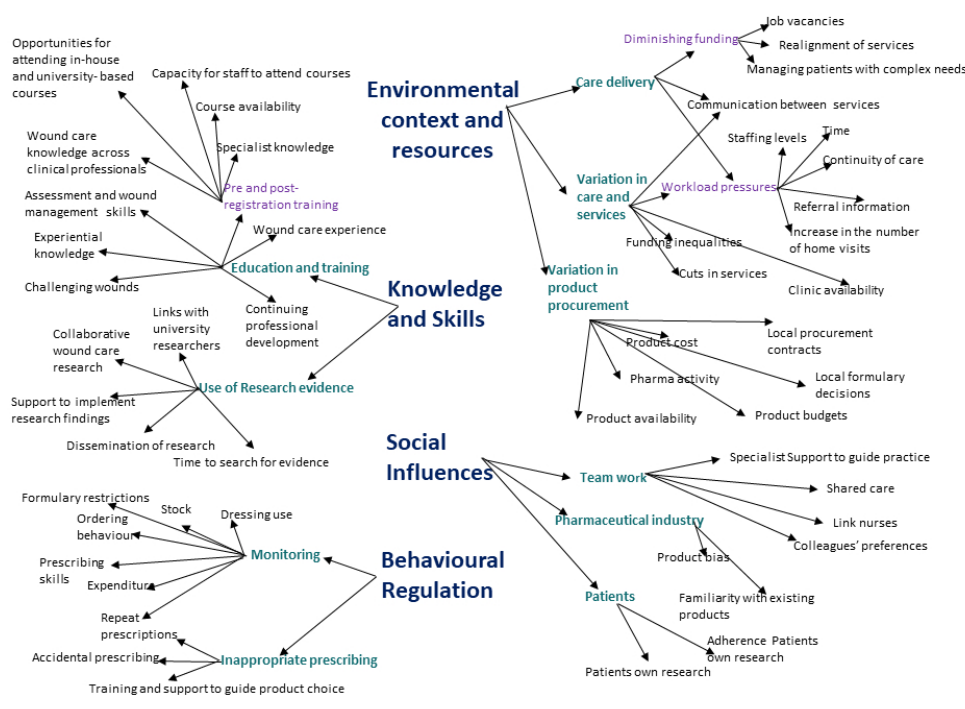 Opportunities for
attending in-house
and university- based
courses
Capacity for staff to attend courses
Course availability
Specialist knowledge
Wound care
knowledge across
clinical professionals
Pre and post-
registration training
Assessment and wound
management skills
Wound care experience
Experiential
knowledge
Education and training
Challenging wounds
Continuing
professional
development
Links with
university
researchers
Collaborative
wound care
research
Use of Research evidence
Support to implement
research findings
Dissemination of research
Time to search for evidence
Knowledge
and Skills
Environmental
context and
resources
Diminishing funding
Job vacancies
Realignment of services
Managing patients with complex needs
Care delivery
Communication between services
Staffing levels
Time
Continuity of care
Workload pressures
Referral information
Increase in the number
of home visits
Variation in
care and
services
Funding inequalities
Cuts in services
Clinic availability
Variation in
product
procurement
Product cost
Local procurement
contracts
Pharma activity
Local formulary
decisions
Product availability
Product budgets
Social
Influences
Team work
Specialist Support to guide practice
Shared care
Link nurses
Colleagues’ preferences
Pharmaceutical industry
Product bias
Familiarity with existing
products
Patients
Adherence Patients
own research
Patients own research
Behavioural
Regulation
Formulary restrictions
Stock
Dressing use
Ordering
behaviour
Monitoring
Prescribing
skills
Expenditure
Repeat
prescriptions
Accidental prescribing
Inappropriate prescribing
Training and support to guide product choice